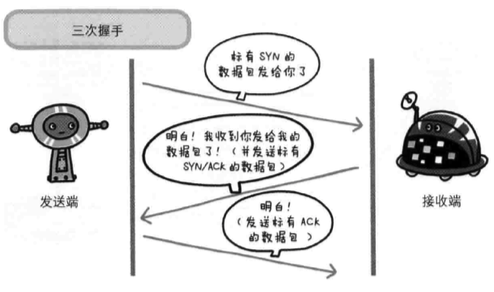 三次握手
标有 SYN 的
数据包发给你了
明白！我收到你发给我的
数据包了！（并发送标有
SYN/ACK 的数据包）
发送端
接收端
明白！
（发送标有 ACK
的数据包）